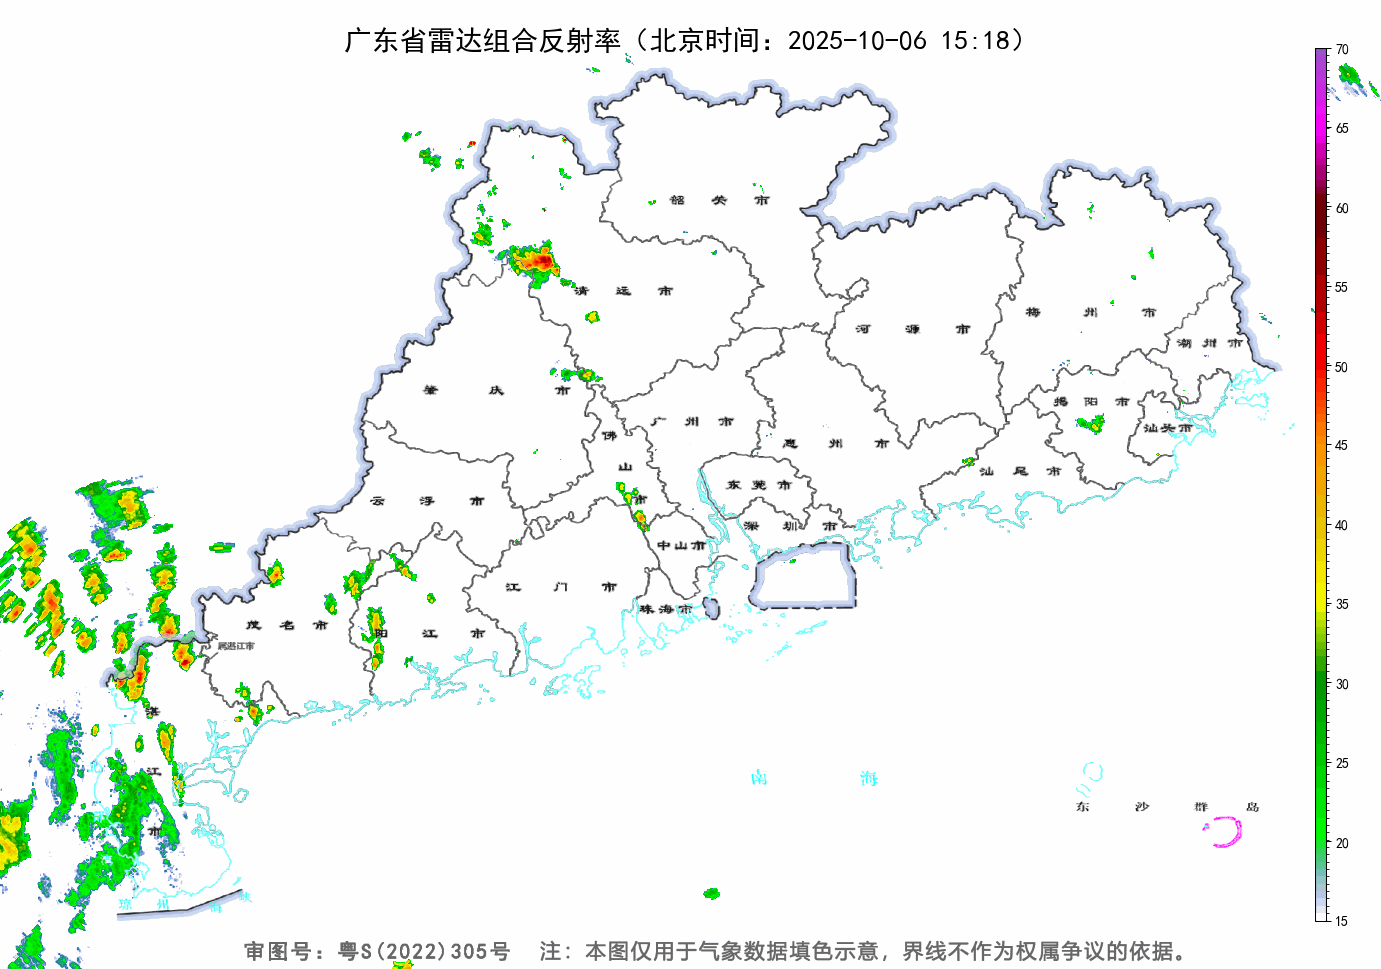 广东省雷达组合反射率（北京时间：2025-10-06 15:18）
70
65
60
55
50
45
40
35
30
25
20
15
韶关市
清远市
梅州市
河源市
潮州市
肇庆市
揭阳市
广州市
佛山市
惠州市
汕头市
汕尾市
东莞市
云浮市
深圳市
中山市
江门市
珠海市
茂名市
阳江市
属湛江市
湛江市
南海
东沙群岛
琼州海峡
审图号：粤S(2022)305号 注：本图仅用于气象数据填色示意，界线不作为权属争议的依据。